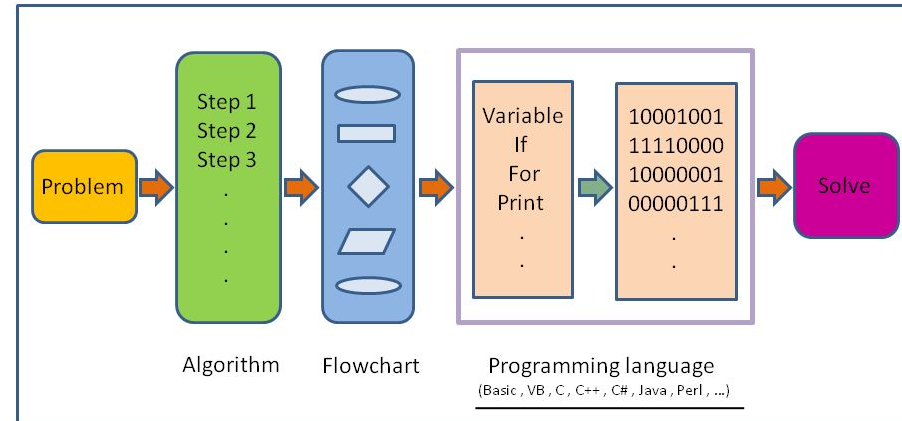 Problem
Step 1
Step 2
Step 3
.
.
.
.
Variable
If
For
Print
.
.
10001001
11110000
10000001
00000111
.
.
Solve
Algorithm
Flowchart
Programming language
(Basic , VB , C , C++ , C# , Java , Perl , ...)